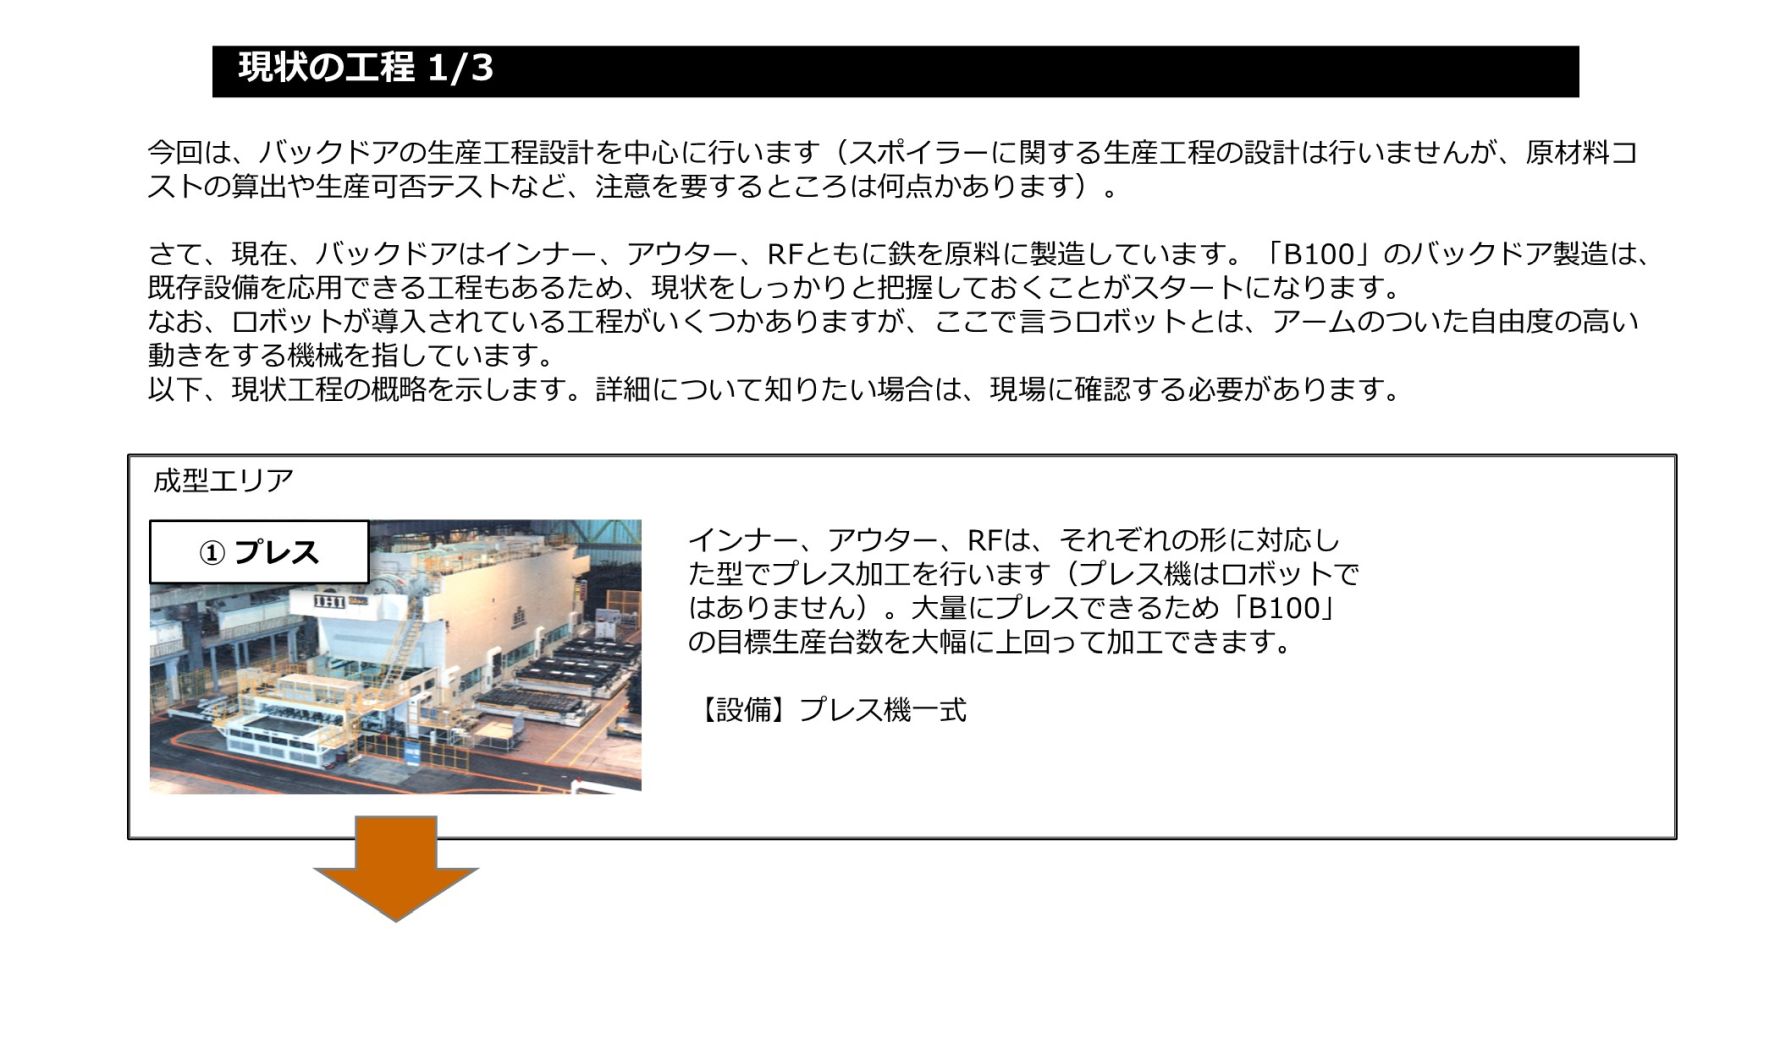 現状の工程 1/3
今回は、バックドアの生産工程設計を中心に行います（スポイラーに関する生産工程の設計は行いませんが、原材料コ
ストの算出や生産可否テストなど、注意を要するところは何点かあります）。
さて、現在、バックドアはインナー、アウター、RFともに鉄を原料に製造しています。「B100」のバックドア製造は、
既存設備を応用できる工程もあるため、現状をしっかりと把握しておくことがスタートになります。
なお、ロボットが導入されている工程がいくつかありますが、ここで言うロボットとは、アームのついた自由度の高い
動きをする機械を指しています。
以下、現状工程の概略を示します。詳細について知りたい場合は、現場に確認する必要があります。
成型エリア
① プレス
IHI
インナー、アウター、RFは、それぞれの形に対応し
た型でプレス加工を行います（プレス機はロボットで
はありません）。大量にプレスできるため「B100」
の目標生産台数を大幅に上回って加工できます。
【設備】プレス機一式